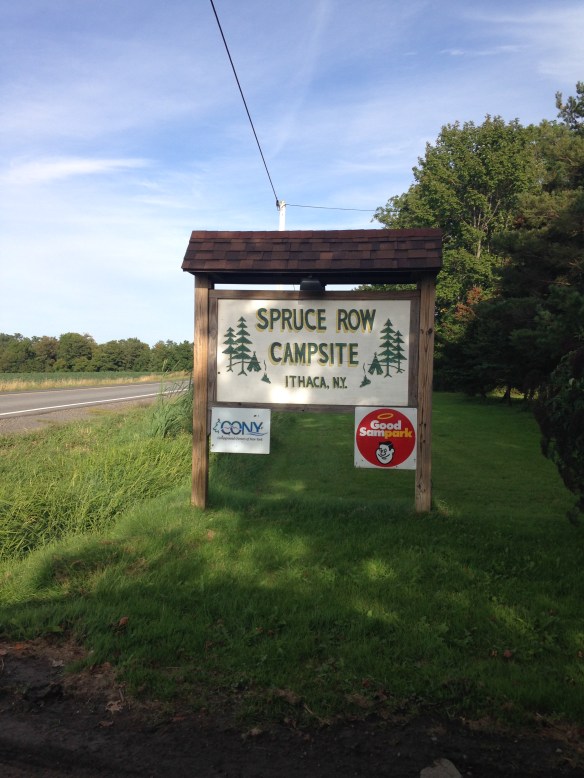 SPRUCE ROW
CAMPSITE
ITHACA, N.Y.
CONY
Good
Sampark